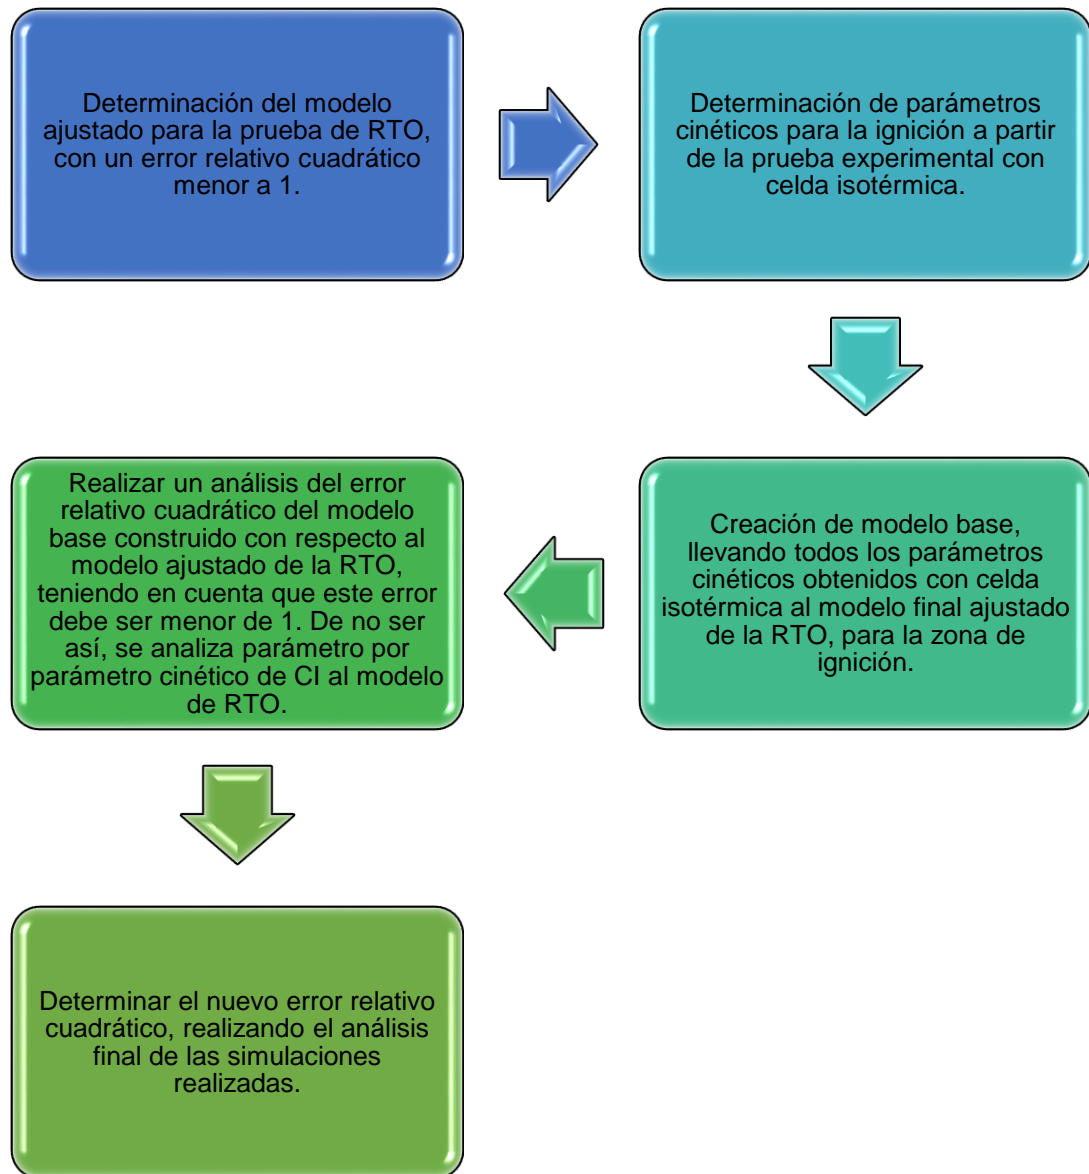 Determinación del modelo
ajustado para la prueba de RTO,
con un error relativo cuadrático
menor a 1.
Determinación de parámetros
cinéticos para la ignición a partir
de la prueba experimental con
celda isotérmica.
Creación de modelo base,
llevando todos los parámetros
cinéticos obtenidos con celda
isotérmica al modelo final ajustado
de la RTO, para la zona de
ignición.
Realizar un análisis del error
relativo cuadrático del modelo
base construido con respecto al
modelo ajustado de la RTO,
teniendo en cuenta que este error
debe ser menor de 1. De no ser
así, se analiza parámetro por
parámetro cinético de CI al modelo
de RTO.
Determinar el nuevo error relativo
cuadrático, realizando el análisis
final de las simulaciones
realizadas.